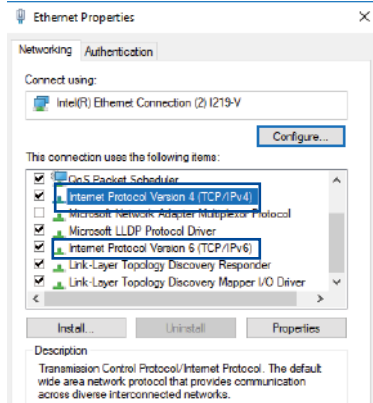 Ethernet Properties
Networking Authentication
Connect using:
Intel(R) Ethernet Connection (2) I219-V
Configure...
This connection uses the following items:
QoS Packet Scheduler
Internet Protocol Version 4 (TCP/IPv4)
Microsoft Network Adapter Multiplexor Protocol
Microsoft LLDP Protocol Driver
Internet Protocol Version 6 (TCP/IPv6)
Link-Layer Topology Discovery Responder
Link-Layer Topology Discovery Mapper I/O Driver
Install... Uninstall Properties
Description
Transmission Control Protocol/Internet Protocol. The default
wide area network protocol that provides communication
across diverse interconnected networks.